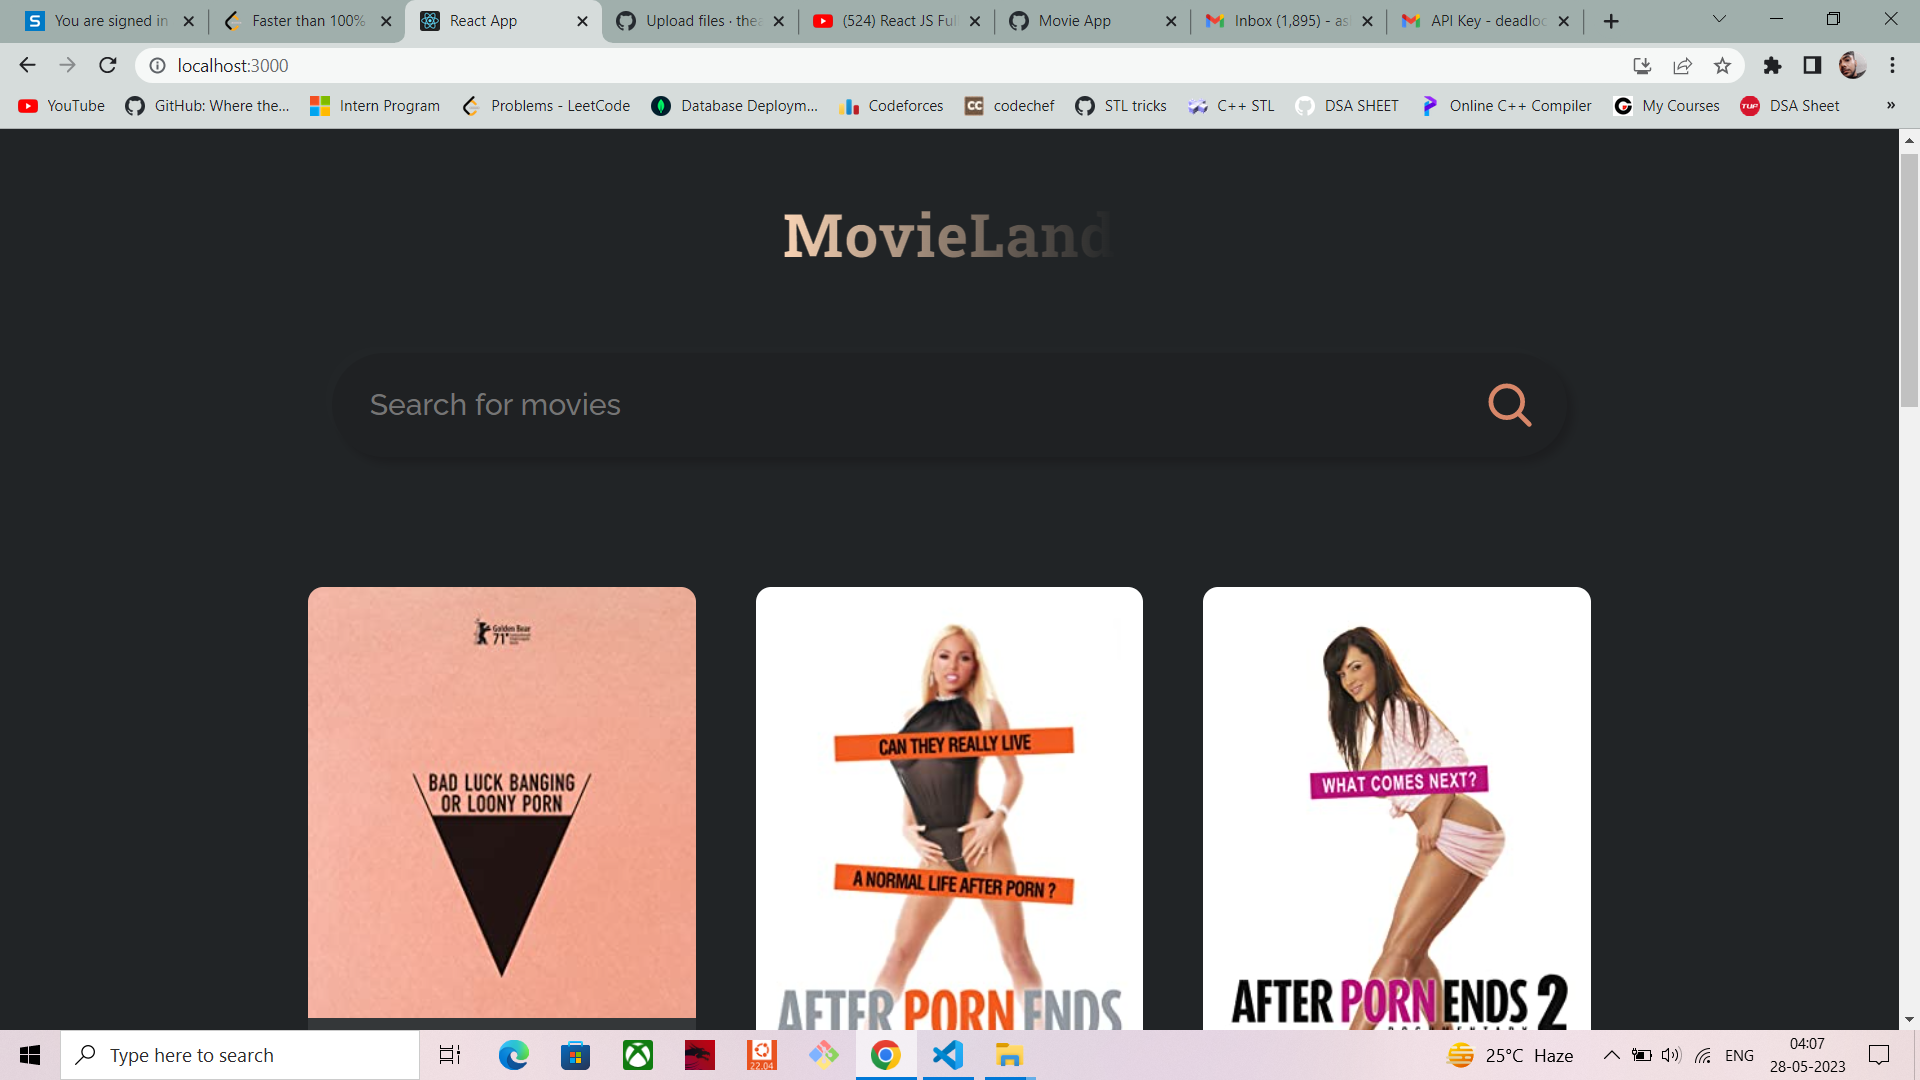 You are signed in
Faster than 100%
React App
Upload files · thea
(524) React JS Ful
Movie App
Inbox (1,895) - as
API Key - deadloc
localhost:3000
YouTube
GitHub: Where the...
Intern Program
Problems - LeetCode
Database Deploym...
Codeforces
codechef
STL tricks
C++ STL
DSA SHEET
Online C++ Compiler
My Courses
DSA Sheet
»
MovieLand
Search for movies
Golden Bear
71
BAD LUCK BANGING
OR LOONY PORN
CAN THEY REALLY LIVE
A NORMAL LIFE AFTER PORN ?
AFTER PORN ENDS
WHAT COMES NEXT?
AFTER PORN ENDS 2
DOCUMENTARY
Type here to search
22.04
25°C Haze
ENG
04:07
28-05-2023